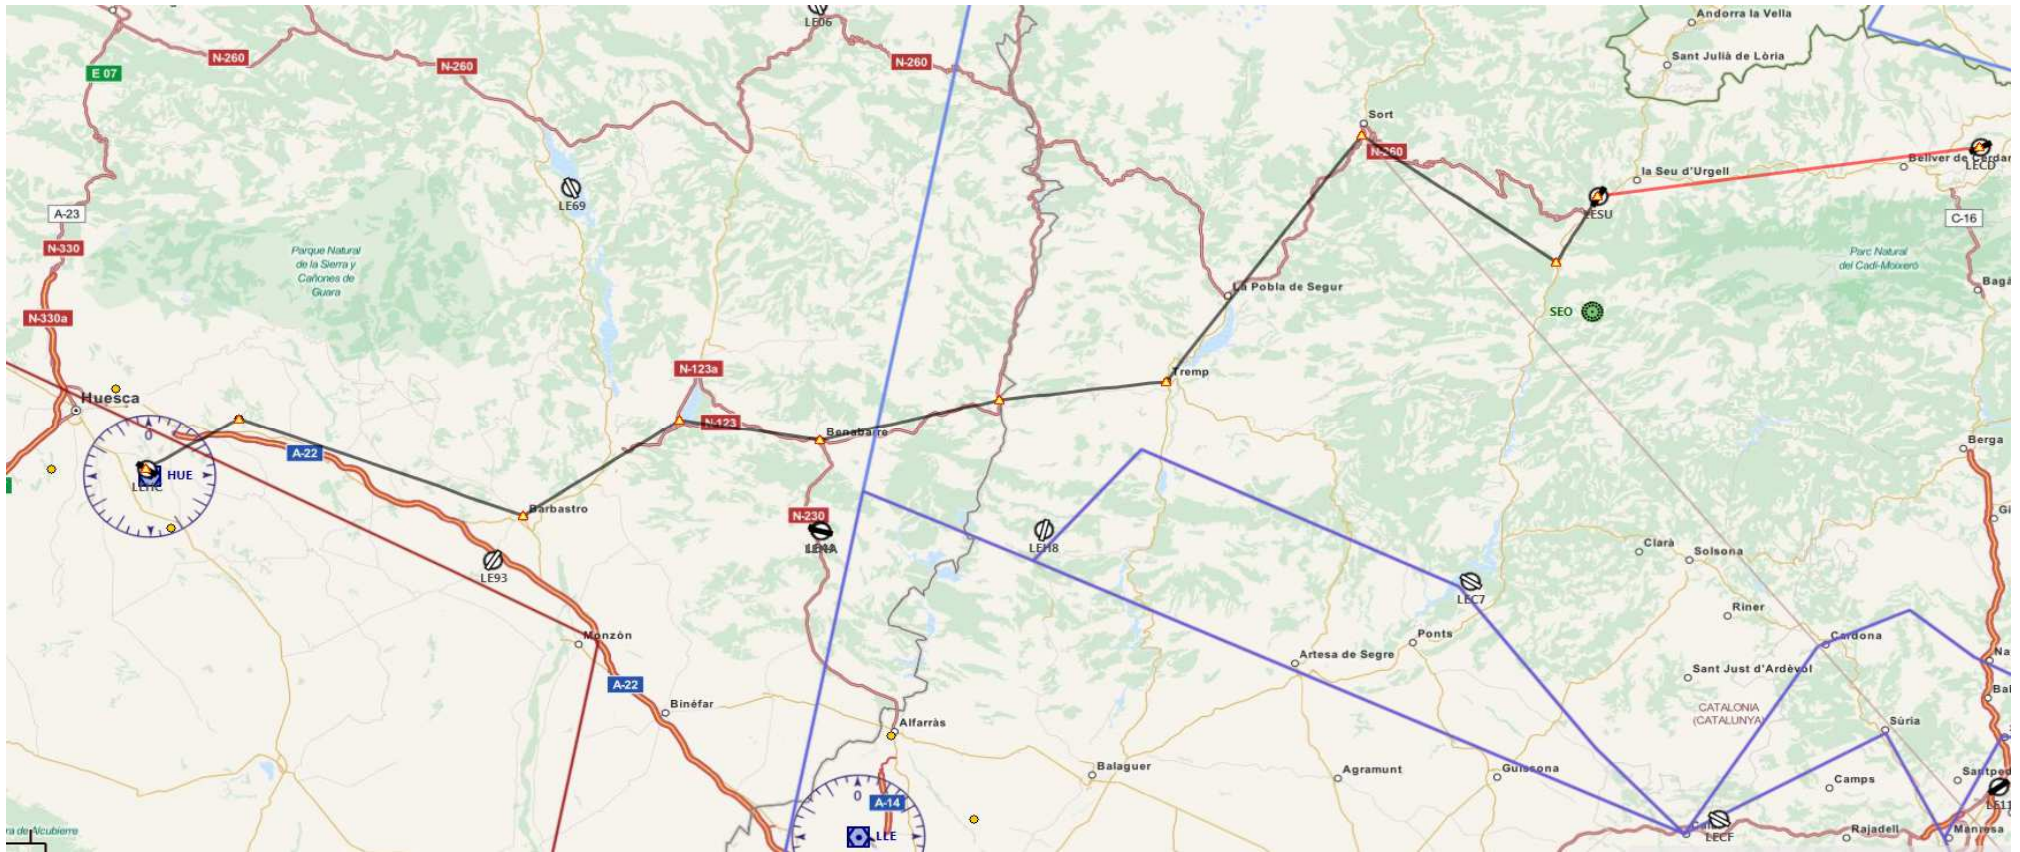 LE06
Andorra la Vella
N-260
E 07
N-260
N-260
Sant Julià de Lòria
Sort
N-260
LECD
la Seu d'Urgell
LE69
A-23
LESU
C-16
N-330
Parque Natural
de la Sierra y
Cañones de
Guara
Parc Natural
del Cadí-Moixeró
La Pobla de Segur
SEO
N-330a
N-123a
Tremp
Huesca
N-123
Benabarre
0
A-22
Berga
HUE
Barbastro
N-230
LEH8
Clarà
Solsona
LE93
LEC7
Riner
Monzón
Ponts
Cardona
Artesa de Segre
Sant Just d'Ardèvol
A-22
Binéfar
CATALONIA
(CATALUNYA)
Súria
Alfarràs
Balaguer
Agramunt
Guissona
Camps
0
A-14
LLE
LECF
Rajadell
Manresa